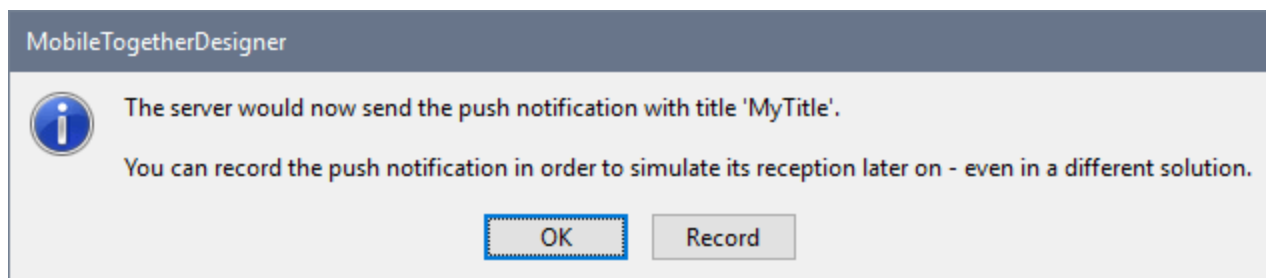 MobileTogetherDesigner
The server would now send the push notification with title 'MyTitle'.
You can record the push notification in order to simulate its reception later on - even in a different solution.
OK
Record